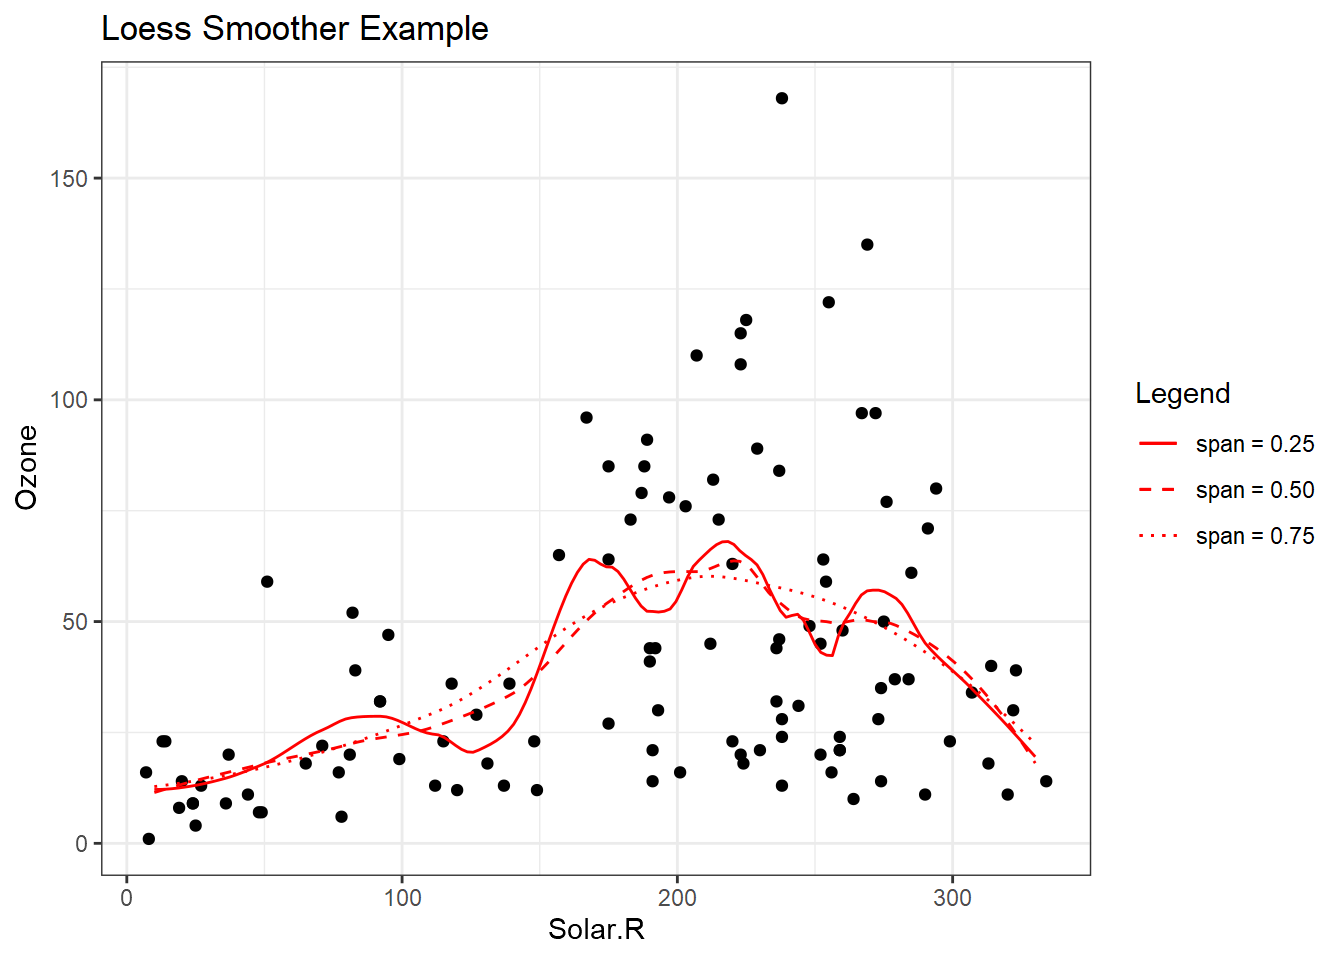 Loess Smoother Example
Ozone
150
100
50
0
0 100 200 300
Solar.R
Legend
span = 0.25
span = 0.50
span = 0.75